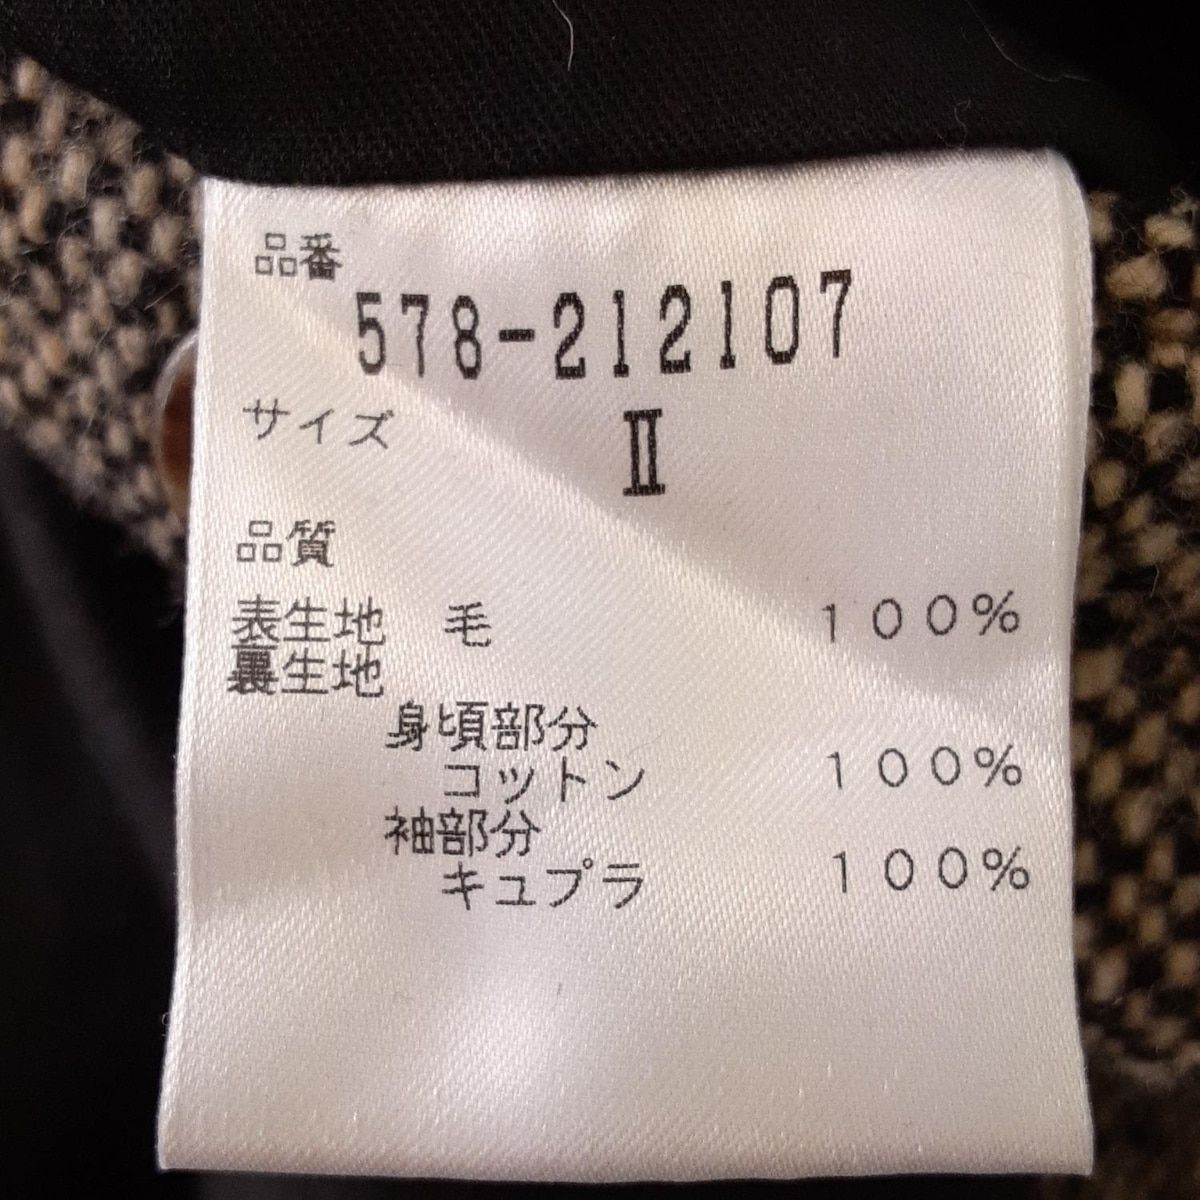 品番
578-212107
サイズ Ⅱ
品質
表生地 毛 100%
裏生地
身頃部分
コットン 100%
袖部分
キュプラ 100%